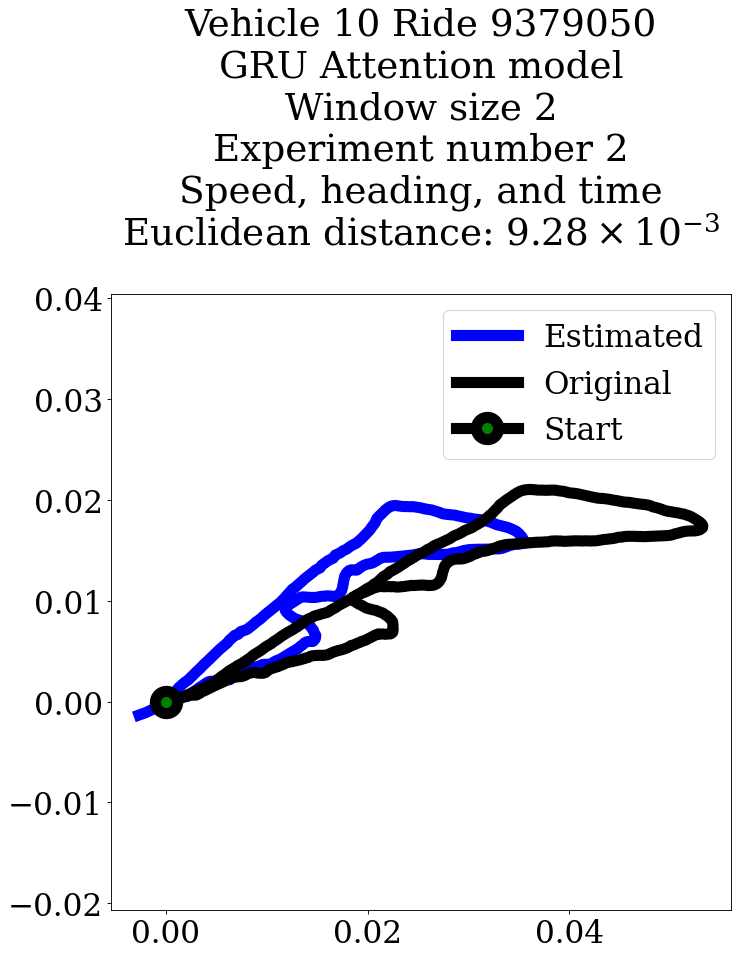 Vehicle 10 Ride 9379050
GRU Attention model
Window size 2
Experiment number 2
Speed, heading, and time
Euclidean distance: 9.28 × 10⁻³
0.04
0.03
0.02
0.01
0.00
−0.01
−0.02
Estimated
Original
Start
0.00 0.02 0.04